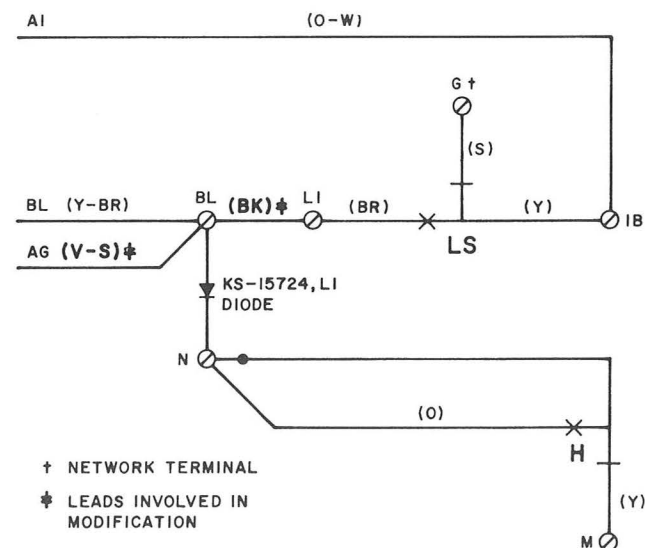 AI (O-W)
G †
(S)
BL (Y-BR) BL (BK)⌽ LI (BR) (Y) IB
LS
AG (V-S)⌽
KS-15724, LI
DIODE
N
(O)
H
† NETWORK TERMINAL
⌽ LEADS INVOLVED IN
MODIFICATION
(Y)
M